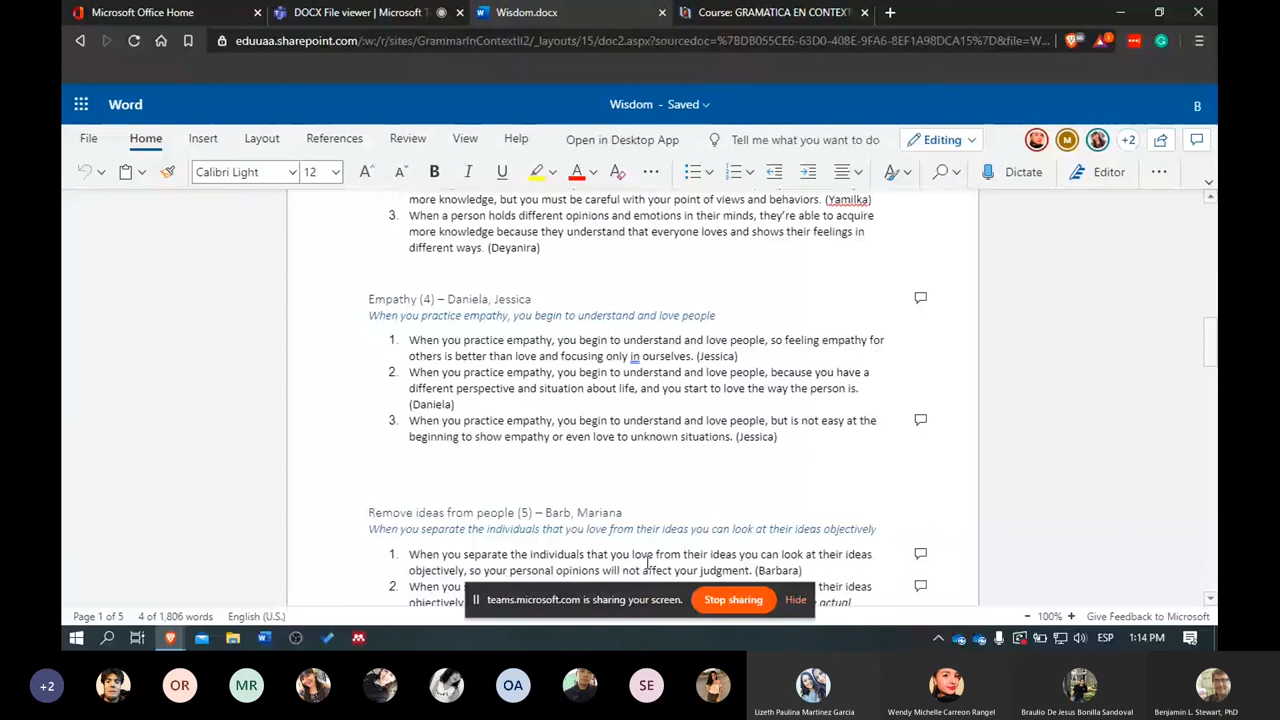 Microsoft Office Home
DOCX File viewer | Microsoft T
Wisdom.docx
Course: GRAMATICA EN CONTEXT
eduuaa.sharepoint.com/:w:/r/sites/GrammarInContextII2/_layouts/15/doc2.aspx?sourcedoc=%7BDB055CE6-63D0-408E-9FA6-8EF1A98DCA15%7D&file=W...
Word
Wisdom - Saved
B
File Home Insert Layout References Review View Help Open in Desktop App Tell me what you want to do Editing M +2
Calibri Light 12 A A B I U A Dictate Editor
more knowledge, but you must be careful with your point of views and behaviors. (Yamilka)
3. When a person holds different opinions and emotions in their minds, they're able to acquire
more knowledge because they understand that everyone loves and shows their feelings in
different ways. (Deyanira)
Empathy (4) – Daniela, Jessica
When you practice empathy, you begin to understand and love people
1. When you practice empathy, you begin to understand and love people, so feeling empathy for
others is better than love and focusing only in ourselves. (Jessica)
2. When you practice empathy, you begin to understand and love people, because you have a
different perspective and situation about life, and you start to love the way the person is.
(Daniela)
3. When you practice empathy, you begin to understand and love people, but is not easy at the
beginning to show empathy or even love to unknown situations. (Jessica)
Remove ideas from people (5) – Barb, Mariana
When you separate the individuals that you love from their ideas you can look at their ideas objectively
1. When you separate the individuals that you love from their ideas you can look at their ideas
objectively, so your personal opinions will not affect your judgment. (Barbara)
2. When you s their ideas
objectively actual
teams.microsoft.com is sharing your screen. Stop sharing Hide
Page 1 of 5 4 of 1,806 words English (U.S.) 100% Give Feedback to Microsoft
ESP 1:14 PM
+2 OR MR OA SE
Lizeth Paulina Martinez Garcia
Wendy Michelle Carreon Rangel
Braulio De Jesus Bonilla Sandoval
Benjamin L. Stewart, PhD